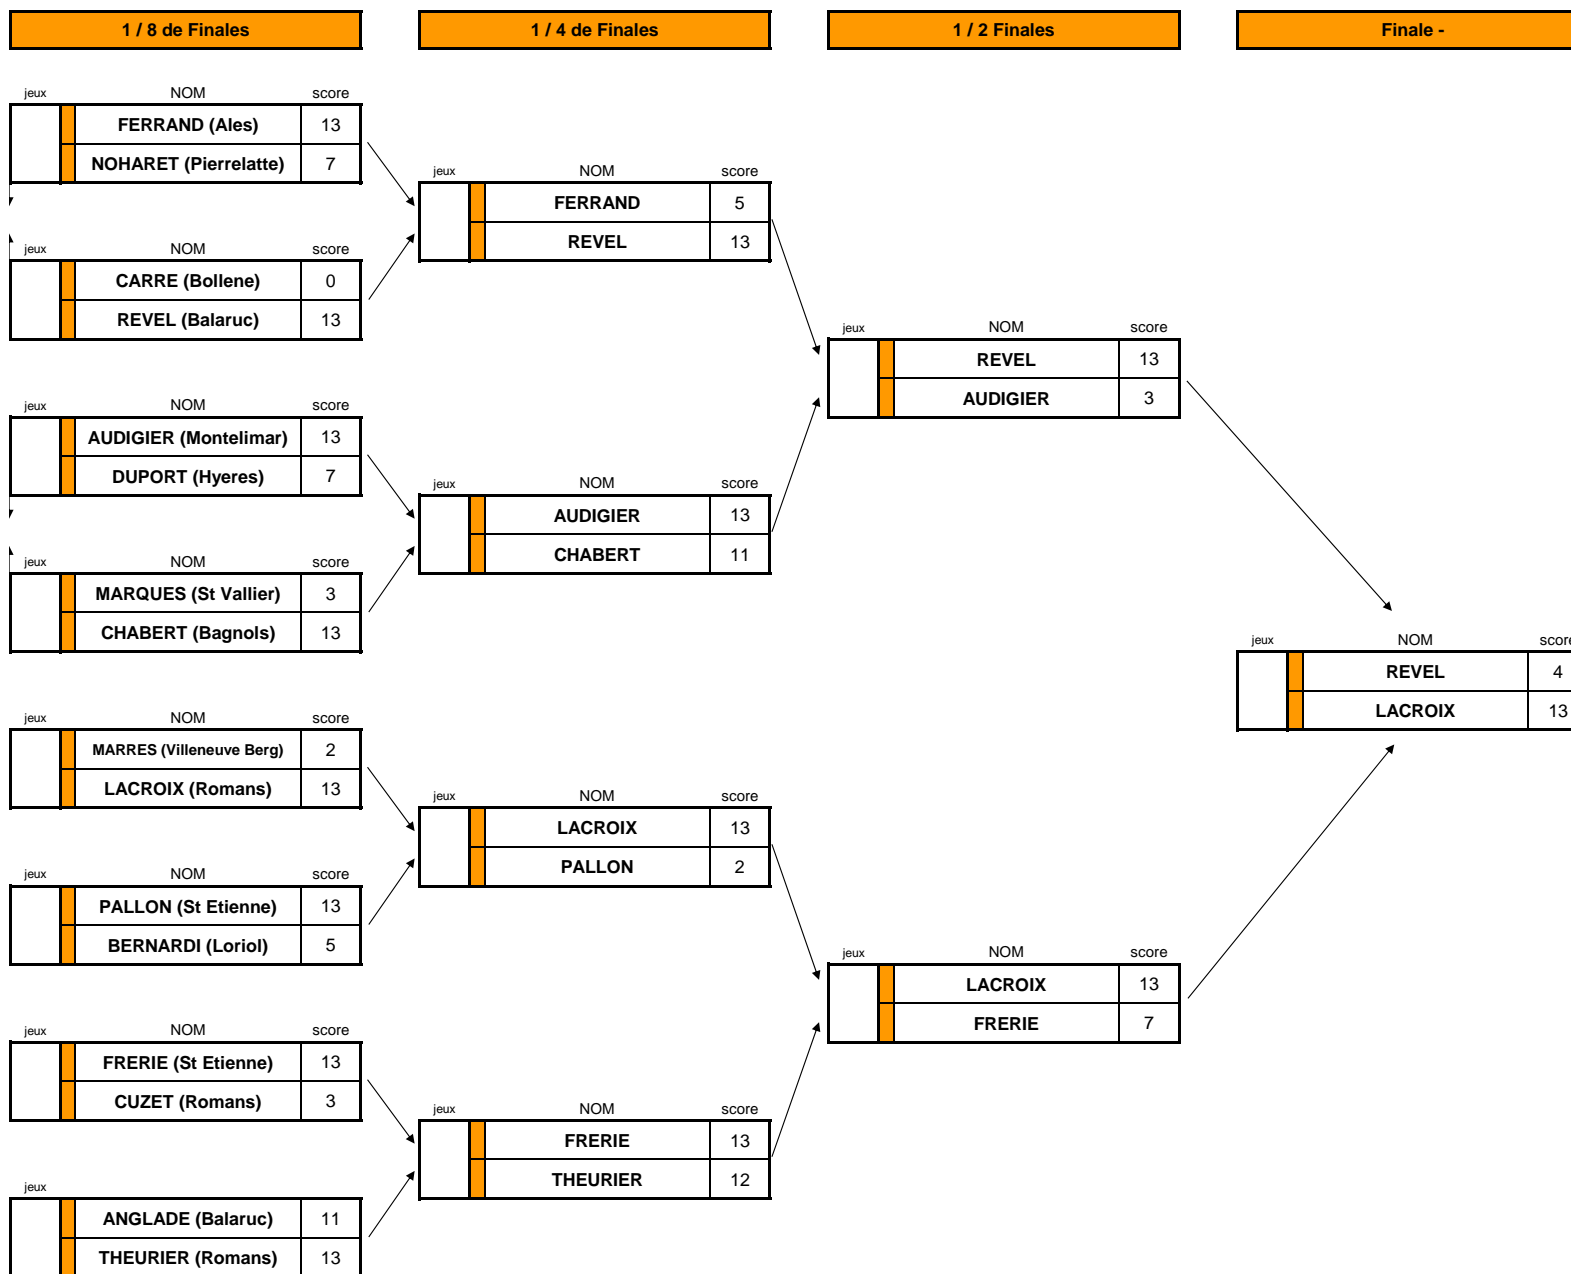 1 / 8 de Finales
1 / 4 de Finales
1 / 2 Finales
Finale -
jeux NOM score
FERRAND (Ales) 13
NOHARET (Pierrelatte) 7
jeux NOM score
CARRE (Bollene) 0
REVEL (Balaruc) 13
jeux NOM score
AUDIGIER (Montelimar) 13
DUPORT (Hyeres) 7
jeux NOM score
MARQUES (St Vallier) 3
CHABERT (Bagnols) 13
jeux NOM score
MARRES (Villeneuve Berg) 2
LACROIX (Romans) 13
jeux NOM score
PALLON (St Etienne) 13
BERNARDI (Loriol) 5
jeux NOM score
FRERIE (St Etienne) 13
CUZET (Romans) 3
jeux
ANGLADE (Balaruc) 11
THEURIER (Romans) 13
jeux NOM score
FERRAND 5
REVEL 13
jeux NOM score
AUDIGIER 13
CHABERT 11
jeux NOM score
LACROIX 13
PALLON 2
jeux NOM score
FRERIE 13
THEURIER 12
jeux NOM score
REVEL 13
AUDIGIER 3
jeux NOM score
LACROIX 13
FRERIE 7
jeux NOM score
REVEL 4
LACROIX 13